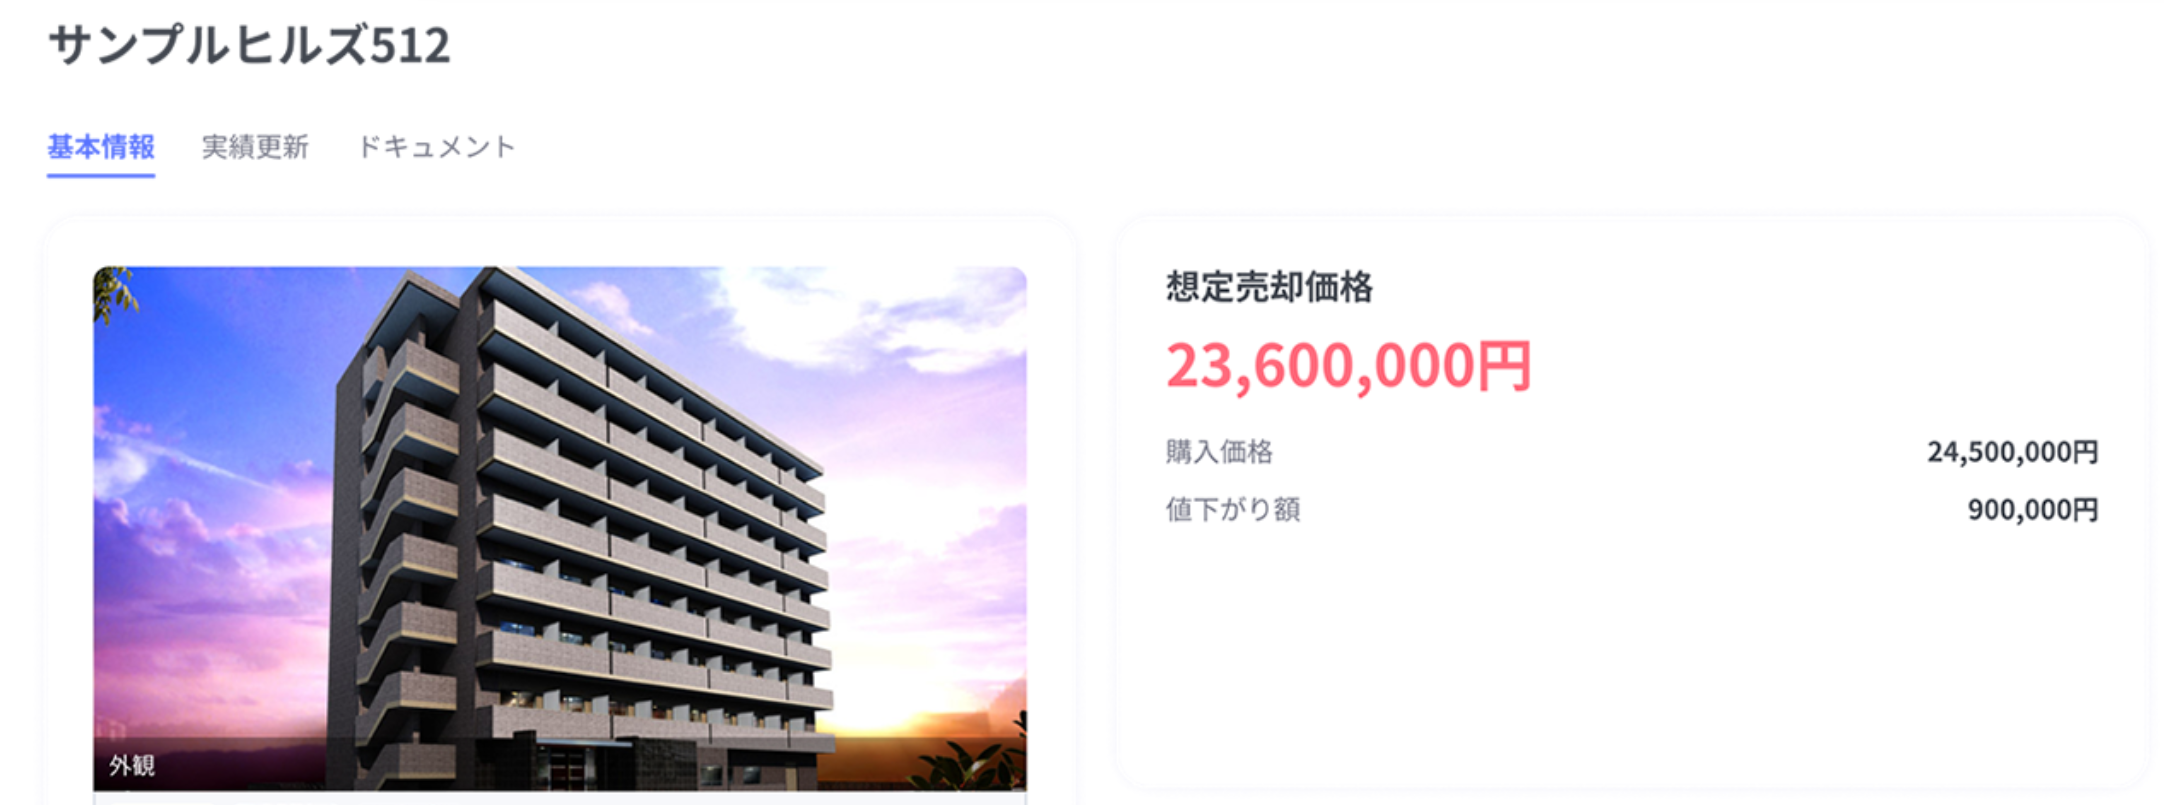 サンプルヒルズ512
基本情報 実績更新 ドキュメント
外観
想定売却価格
23,600,000円
購入価格 24,500,000円
値下がり額 900,000円